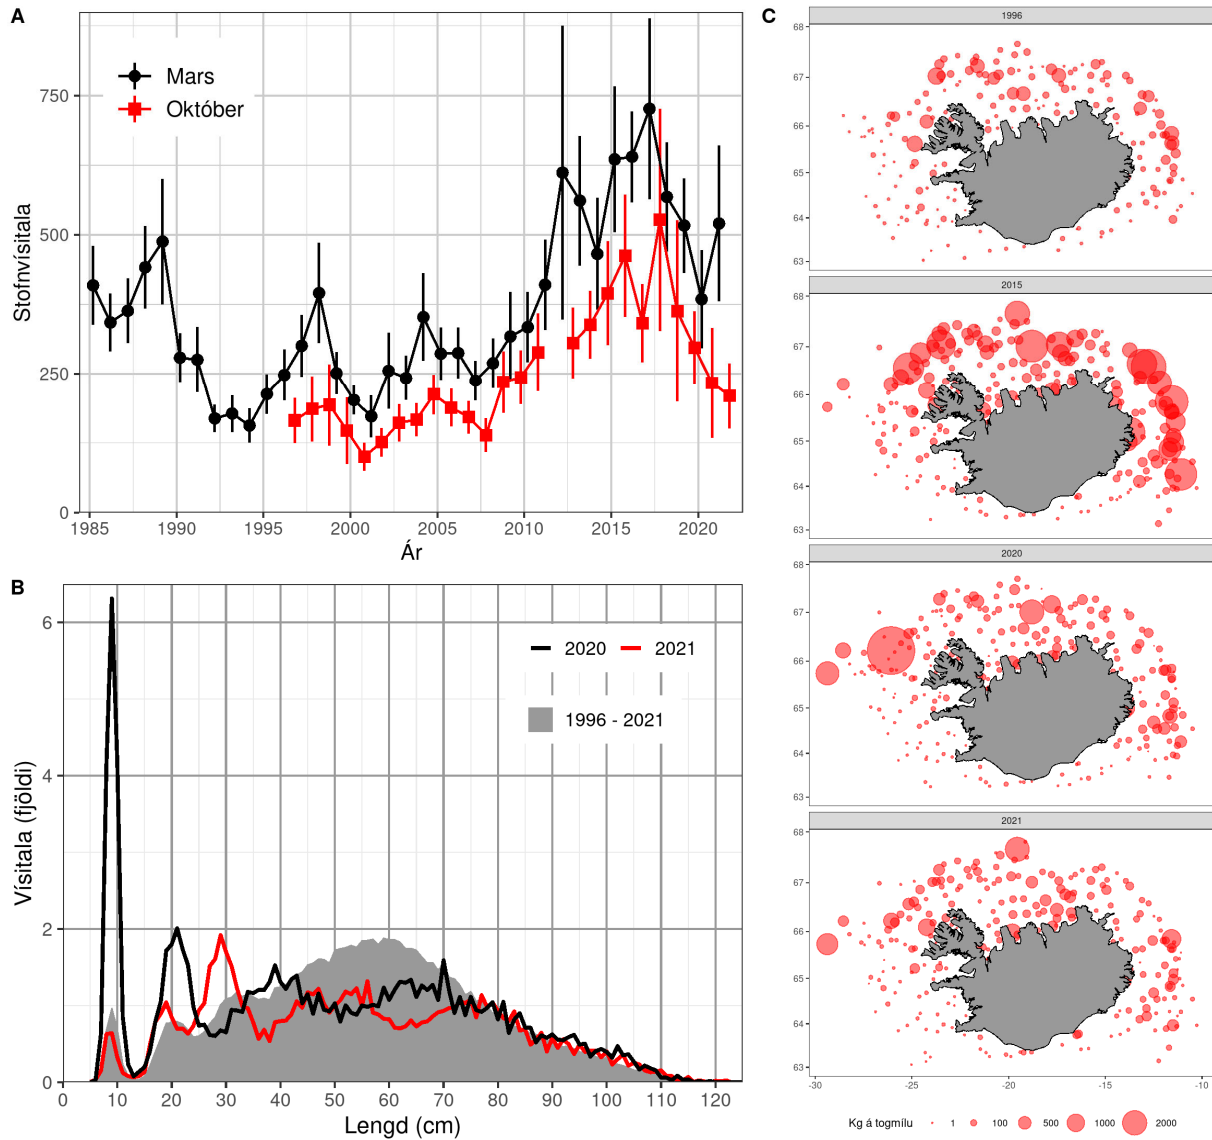 A
Mars
Október
750
500
250
0
Stofnvísitala
1985 1990 1995 2000 2005 2010 2015 2020
Ár
B
2020 2021
1996 - 2021
6
4
2
0
Vísitala (fjöldi)
0 10 20 30 40 50 60 70 80 90 100 110 120
Lengd (cm)
C
1996
68
67
66
65
64
63
2015
68
67
66
65
64
63
2020
68
67
66
65
64
63
2021
68
67
66
65
64
63
-30 -25 -20 -15 -10
Kg á togmílu 1 100 500 1000 2000